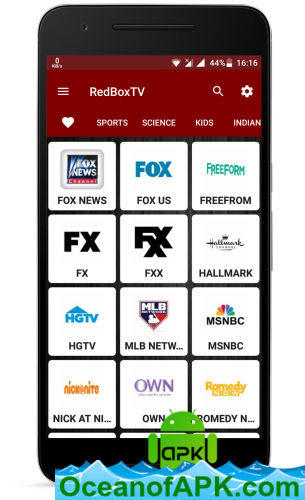 0
KB/s
44% 16:16
RedBoxTV
SPORTS SCIENCE KIDS INDIAN
FOX
NEWS
Channel
FOX
FREEFORM
FOX NEWS FOX US FREEFROM
FX
FXX
Hallmark
CHANNEL
FX FXX HALLMARK
HGTV
MLB
NETWORK
MSNBC
HGTV MLB NETW... MSNBC
nick@nite
OWN
Romedy
NOW
NICK AT NI... OWN ROMEDY N...
apk
OceanofAPK.com